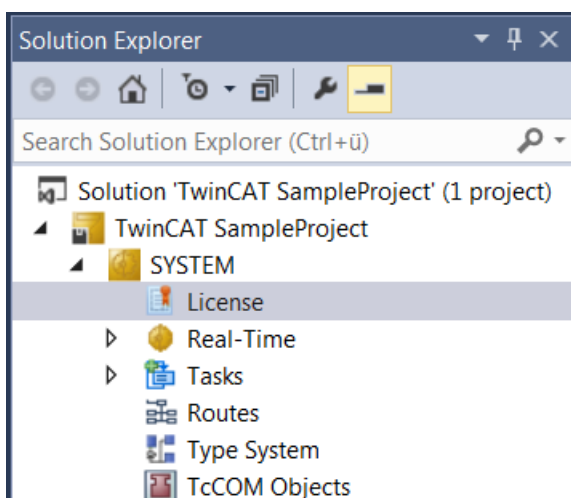 Solution Explorer
Search Solution Explorer (Ctrl+ü)
Solution 'TwinCAT SampleProject' (1 project)
TwinCAT SampleProject
SYSTEM
License
Real-Time
Tasks
Routes
Type System
TcCOM Objects